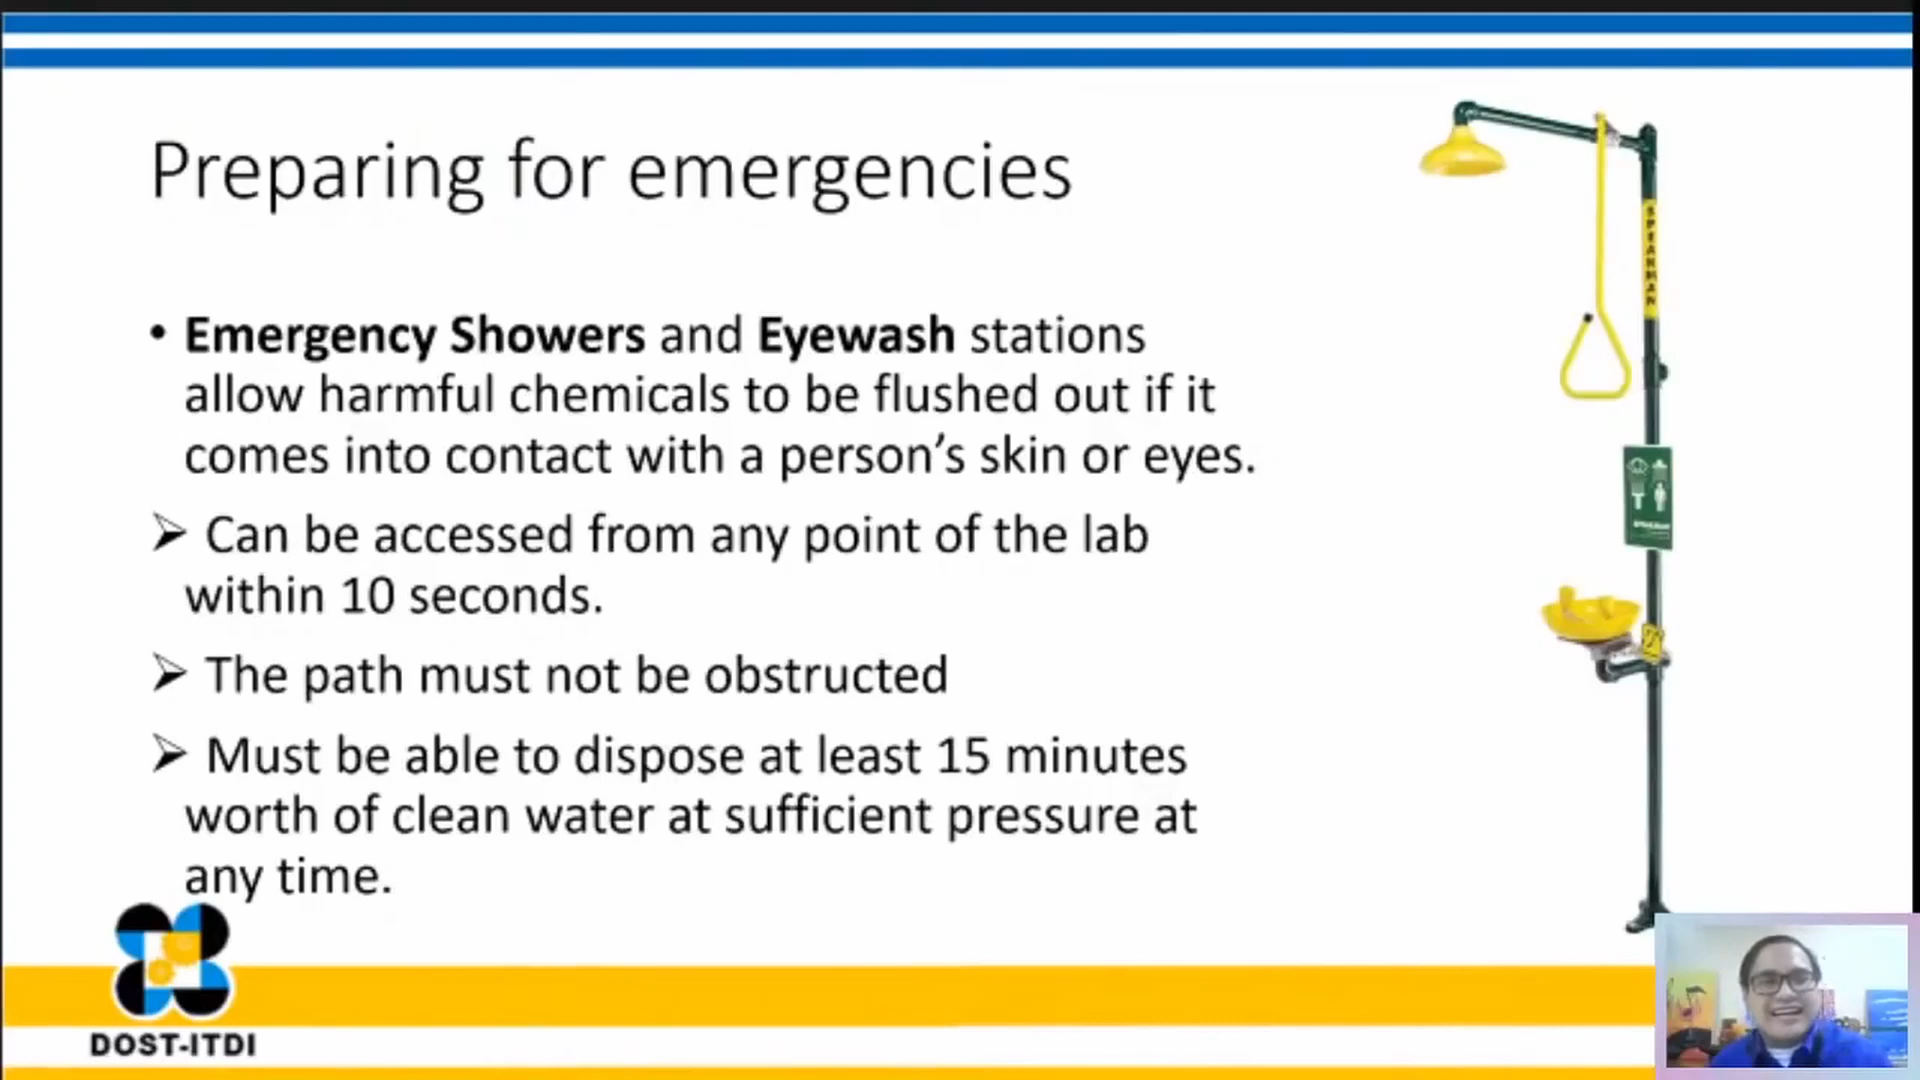 Preparing for emergencies
• Emergency Showers and Eyewash stations
allow harmful chemicals to be flushed out if it
comes into contact with a person’s skin or eyes.
➢ Can be accessed from any point of the lab
within 10 seconds.
➢ The path must not be obstructed
➢ Must be able to dispose at least 15 minutes
worth of clean water at sufficient pressure at
any time.
SPEAKMAN
DOST-ITDI